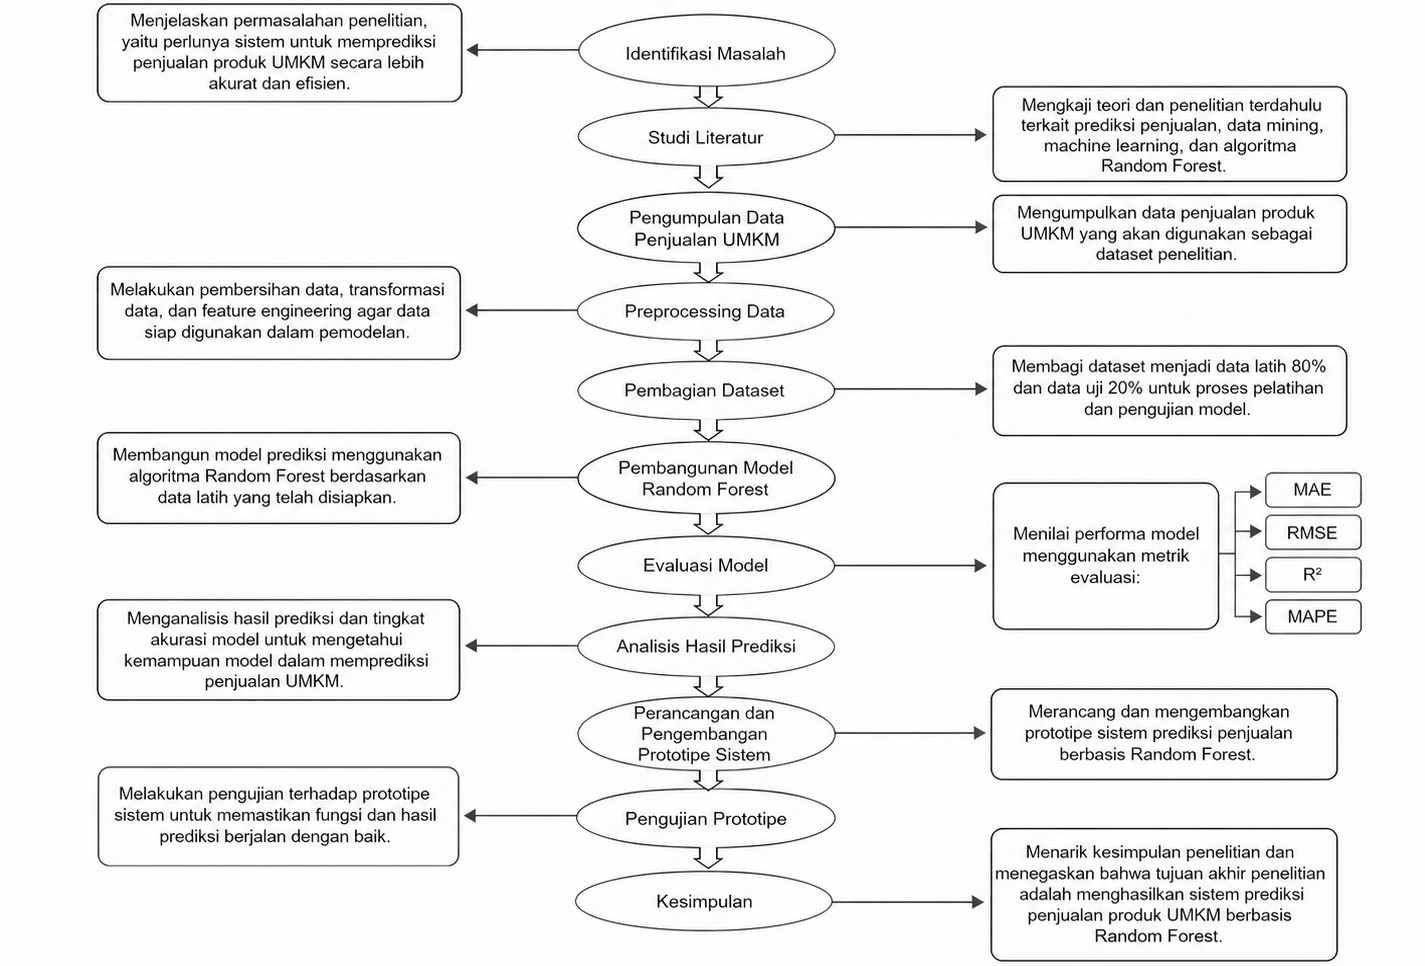 Menjelaskan permasalahan penelitian,
yaitu perlunya sistem untuk memprediksi
penjualan produk UMKM secara lebih
akurat dan efisien.
Identifikasi Masalah
Studi Literatur
Mengkaji teori dan penelitian terdahulu
terkait prediksi penjualan, data mining,
machine learning, dan algoritma
Random Forest.
Pengumpulan Data
Penjualan UMKM
Mengumpulkan data penjualan produk
UMKM yang akan digunakan sebagai
dataset penelitian.
Melakukan pembersihan data, transformasi
data, dan feature engineering agar data
siap digunakan dalam pemodelan.
Preprocessing Data
Pembagian Dataset
Membagi dataset menjadi data latih 80%
dan data uji 20% untuk proses pelatihan
dan pengujian model.
Membangun model prediksi menggunakan
algoritma Random Forest berdasarkan
data latih yang telah disiapkan.
Pembangunan Model
Random Forest
Evaluasi Model
Menilai performa model
menggunakan metrik
evaluasi:
MAE
RMSE
R²
MAPE
Menganalisis hasil prediksi dan tingkat
akurasi model untuk mengetahui
kemampuan model dalam memprediksi
penjualan UMKM.
Analisis Hasil Prediksi
Perancangan dan
Pengembangan
Prototipe Sistem
Merancang dan mengembangkan
prototipe sistem prediksi penjualan
berbasis Random Forest.
Melakukan pengujian terhadap prototipe
sistem untuk memastikan fungsi dan hasil
prediksi berjalan dengan baik.
Pengujian Prototipe
Kesimpulan
Menarik kesimpulan penelitian dan
menegaskan bahwa tujuan akhir penelitian
adalah menghasilkan sistem prediksi
penjualan produk UMKM berbasis
Random Forest.